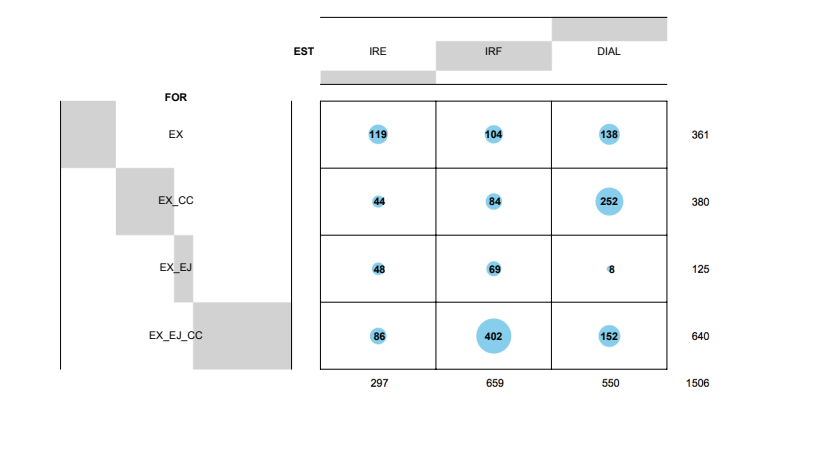 EST IRE IRF DIAL
FOR
EX 119 104 138 361
EX_CC 44 84 252 380
EX_EJ 48 69 8 125
EX_EJ_CC 86 402 152 640
297 659 550 1506